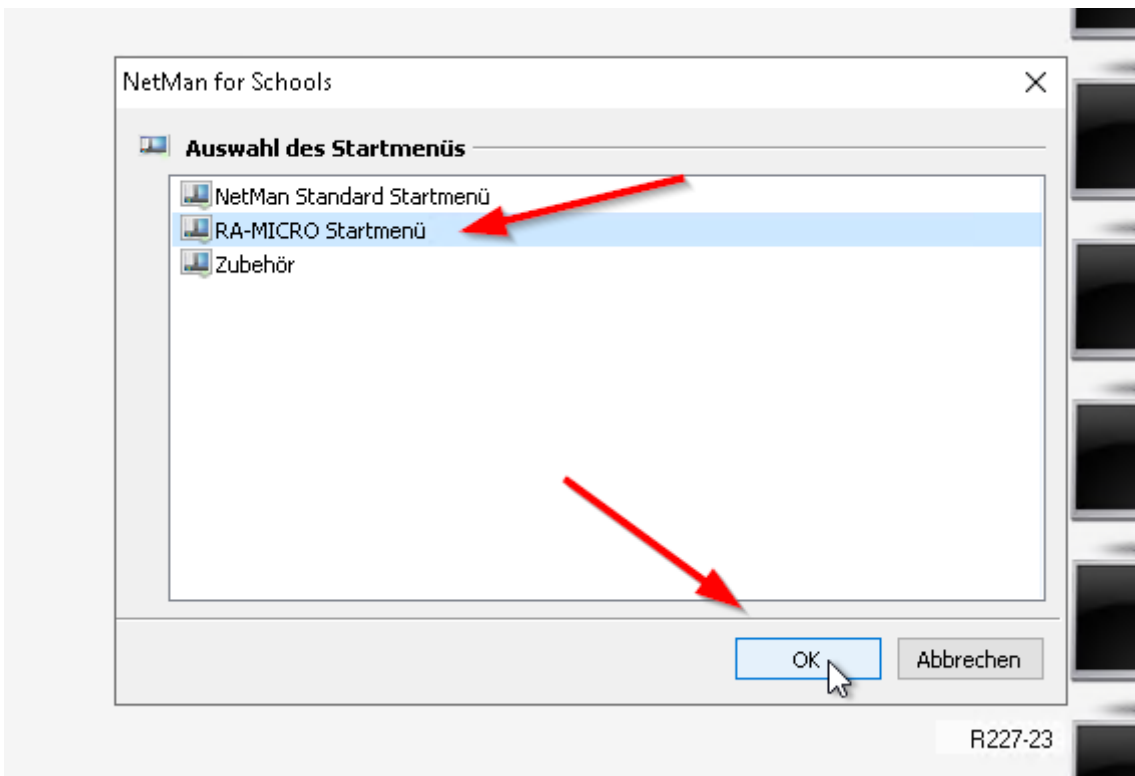 NetMan for Schools
Auswahl des Startmenüs
NetMan Standard Startmenü
RA-MICRO Startmenü
Zubehör
OK
Abbrechen
R227-23